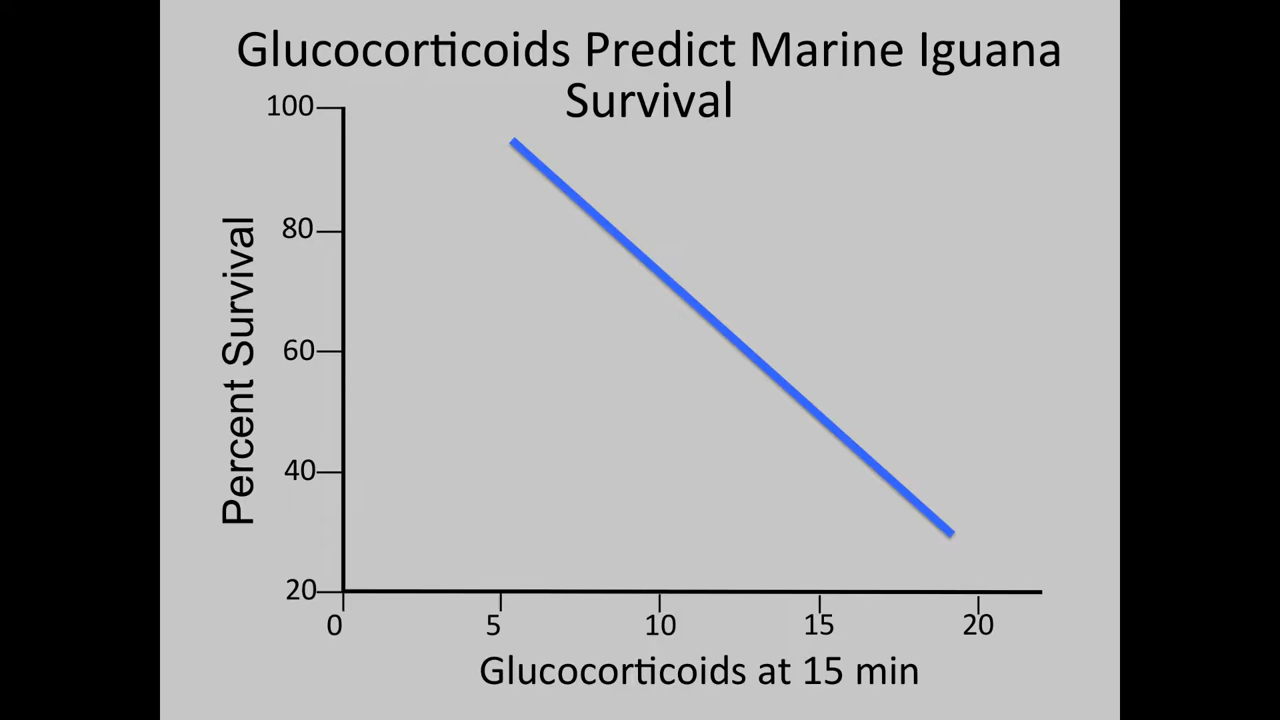 Glucocorticoids Predict Marine Iguana
Survival
100
80
60
40
20
Percent Survival
0
5
10
15
20
Glucocorticoids at 15 min